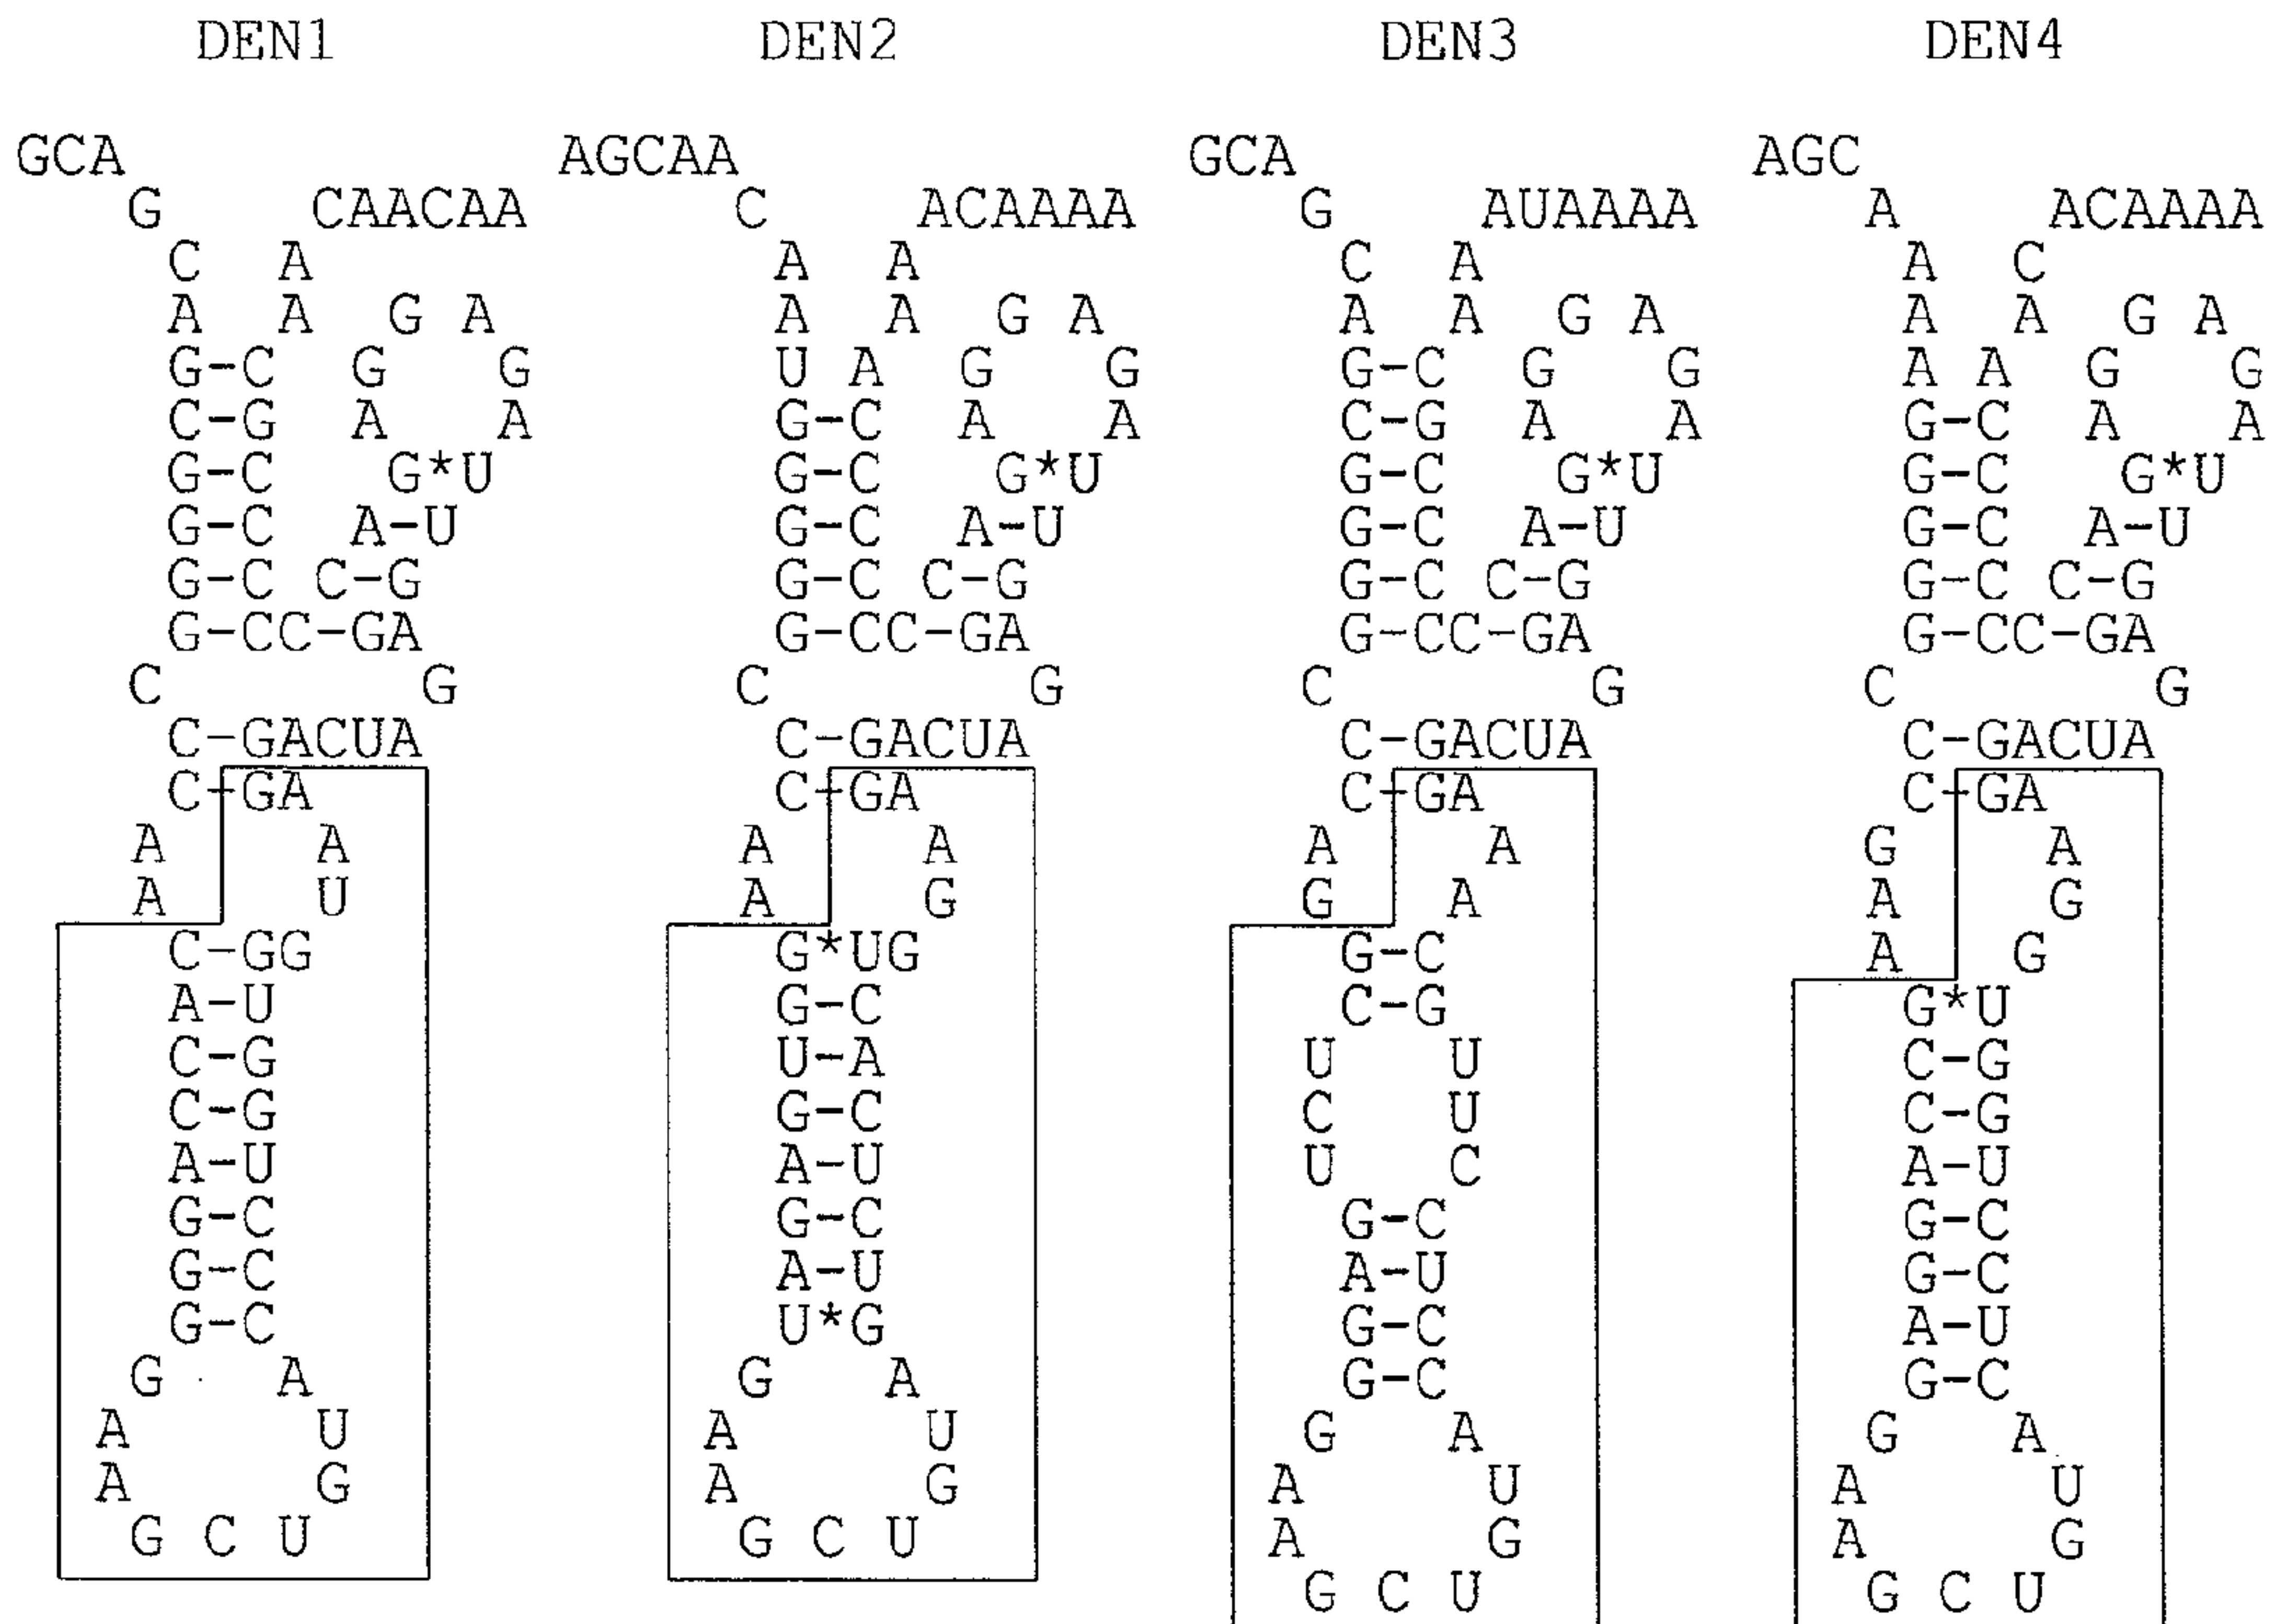 DEN1 DEN2 DEN3 DEN4
GCA AGCAA GCA AGC
G CAACAA C ACAAAA G AUAAAA A ACAAAA
C A A A C A A C
A A G A A A G A A A G A A A G A
G-C G G U A G G G-C G G A A G G
C-G A A G-C A A C-G A A G-C A A
G-C G*U G-C G*U G-C G*U G-C G*U
G-C A-U G-C A-U G-C A-U G-C A-U
G-C C-G G-C C-G G-C C-G G-C C-G
G-CC-GA G-CC-GA G-CC-GA G-CC-GA
C G C G C G C G
C-GACUA C-GACUA C-GACUA C-GACUA
C-GA C-GA C-GA C-GA
A A A A A A G A
A U A G G A A G
C-GG G*UG G-C A G
A-U G-C C-G G*U
C-G U-A U U C-G
C-G G-C C U C-G
A-U A-U U C A-U
G-C G-C G-C G-C
G-C A-U A-U G-C
G-C U*G G-C A-U
G A G A G-C G-C
A U A U G A G A
A G A G A U A U
G C U G C U A G A G
G C U G C U